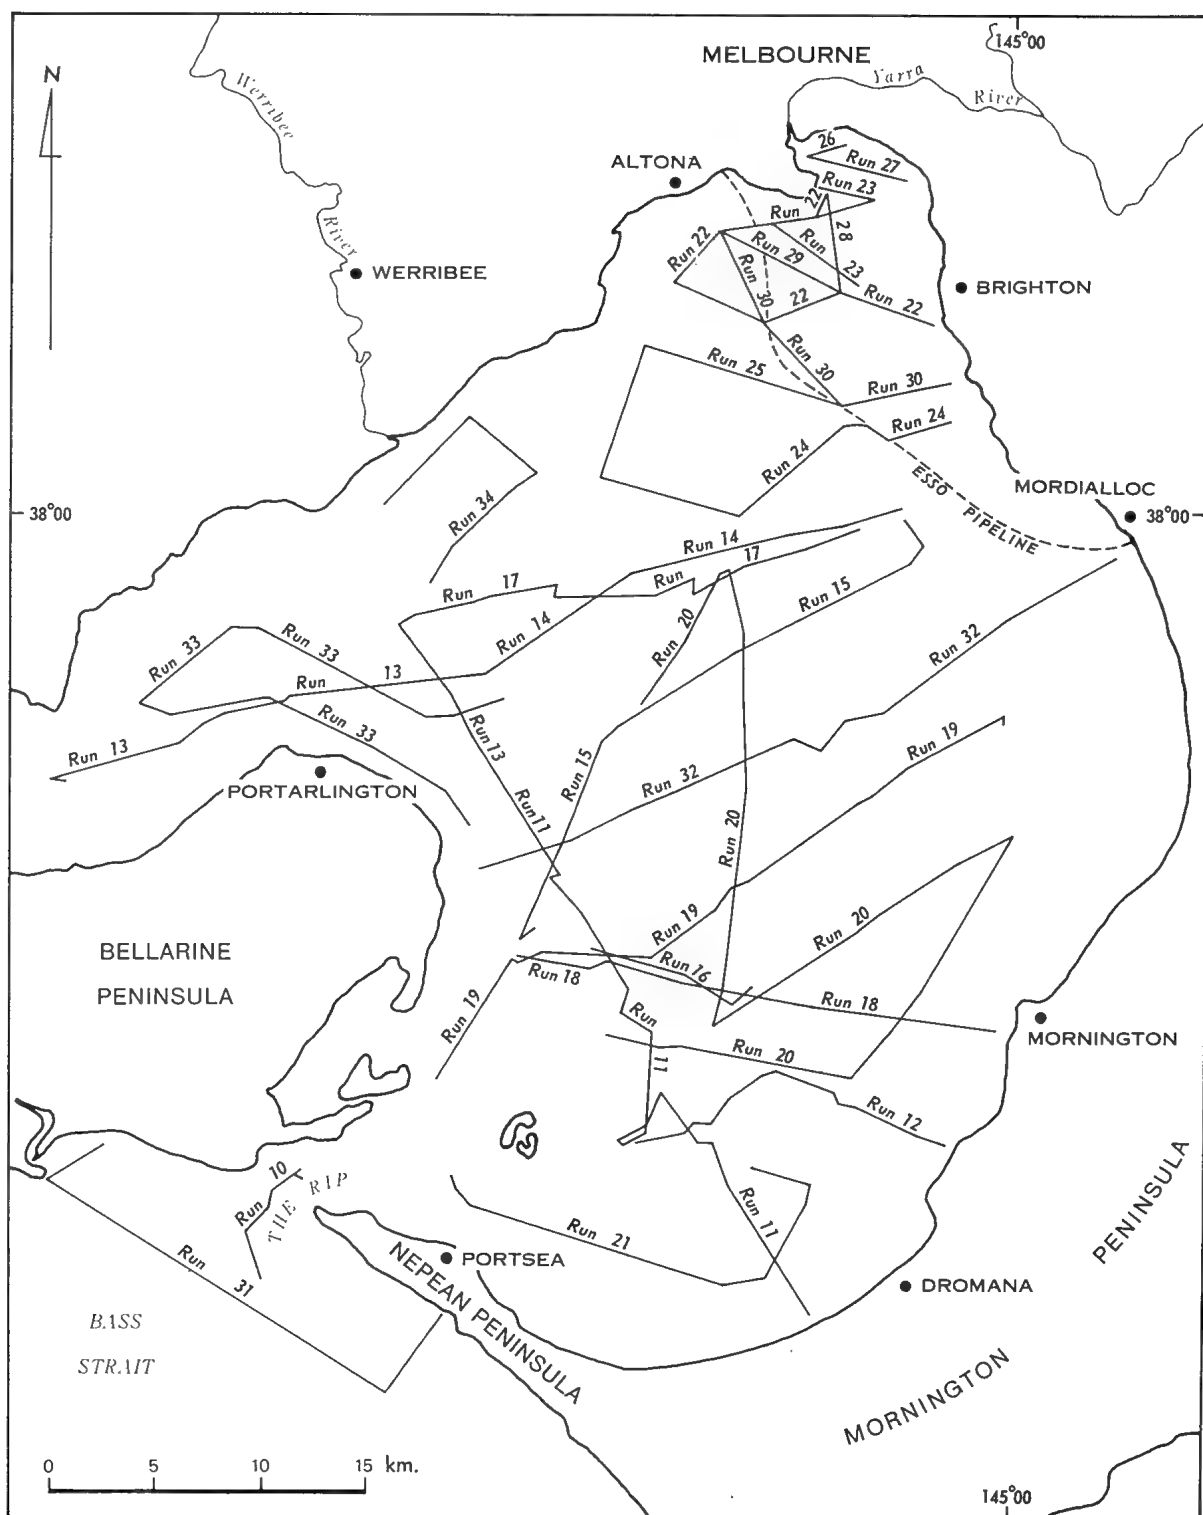 145°00
MELBOURNE
Yarra
River
N
Werribee
River
26
Run 27
ALTONA
Run 23
22
Run
28
Run 22
Run 29
Run 23
WERRIBEE
30
22
Run 22
BRIGHTON
Run 30
Run 25
Run 30
Run 24
Run 24
ESSO PIPELINE
MORDIALLOC
38°00
38°00
Run 34
Run 14
Run 17
Run 17
Run 15
Run 20
Run 14
Run 33
Run 33
Run 13
Run 32
Run 13
Run 33
Run 13
Run 19
Run 15
Run 32
PORTARLINGTON
Run 11
Run 20
BELLARINE
PENINSULA
Run 19
Run 20
Run 16
Run 18
Run 19
Run 18
Run 11
MORNINGTON
Run 20
Run 12
Run 10
THE RIP
Run 11
Run 21
PORTSEA
NEPEAN PENINSULA
DROMANA
Run 31
BASS
STRAIT
MORNINGTON
PENINSULA
0 5 10 15 km.
145°00